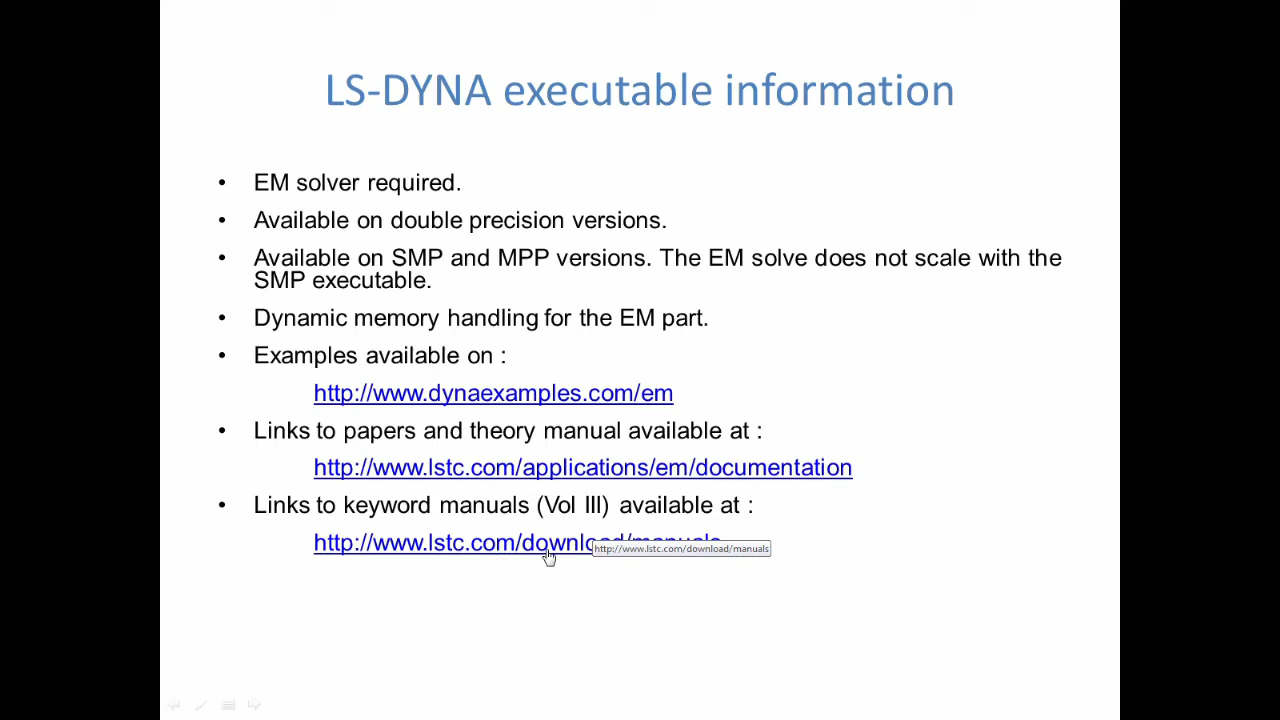 LS-DYNA executable information
• EM solver required.
• Available on double precision versions.
• Available on SMP and MPP versions. The EM solve does not scale with the
SMP executable.
• Dynamic memory handling for the EM part.
• Examples available on :
http://www.dynaexamples.com/em
• Links to papers and theory manual available at :
http://www.lstc.com/applications/em/documentation
• Links to keyword manuals (Vol III) available at :
http://www.lstc.com/download/manuals
http://www.lstc.com/download/manuals